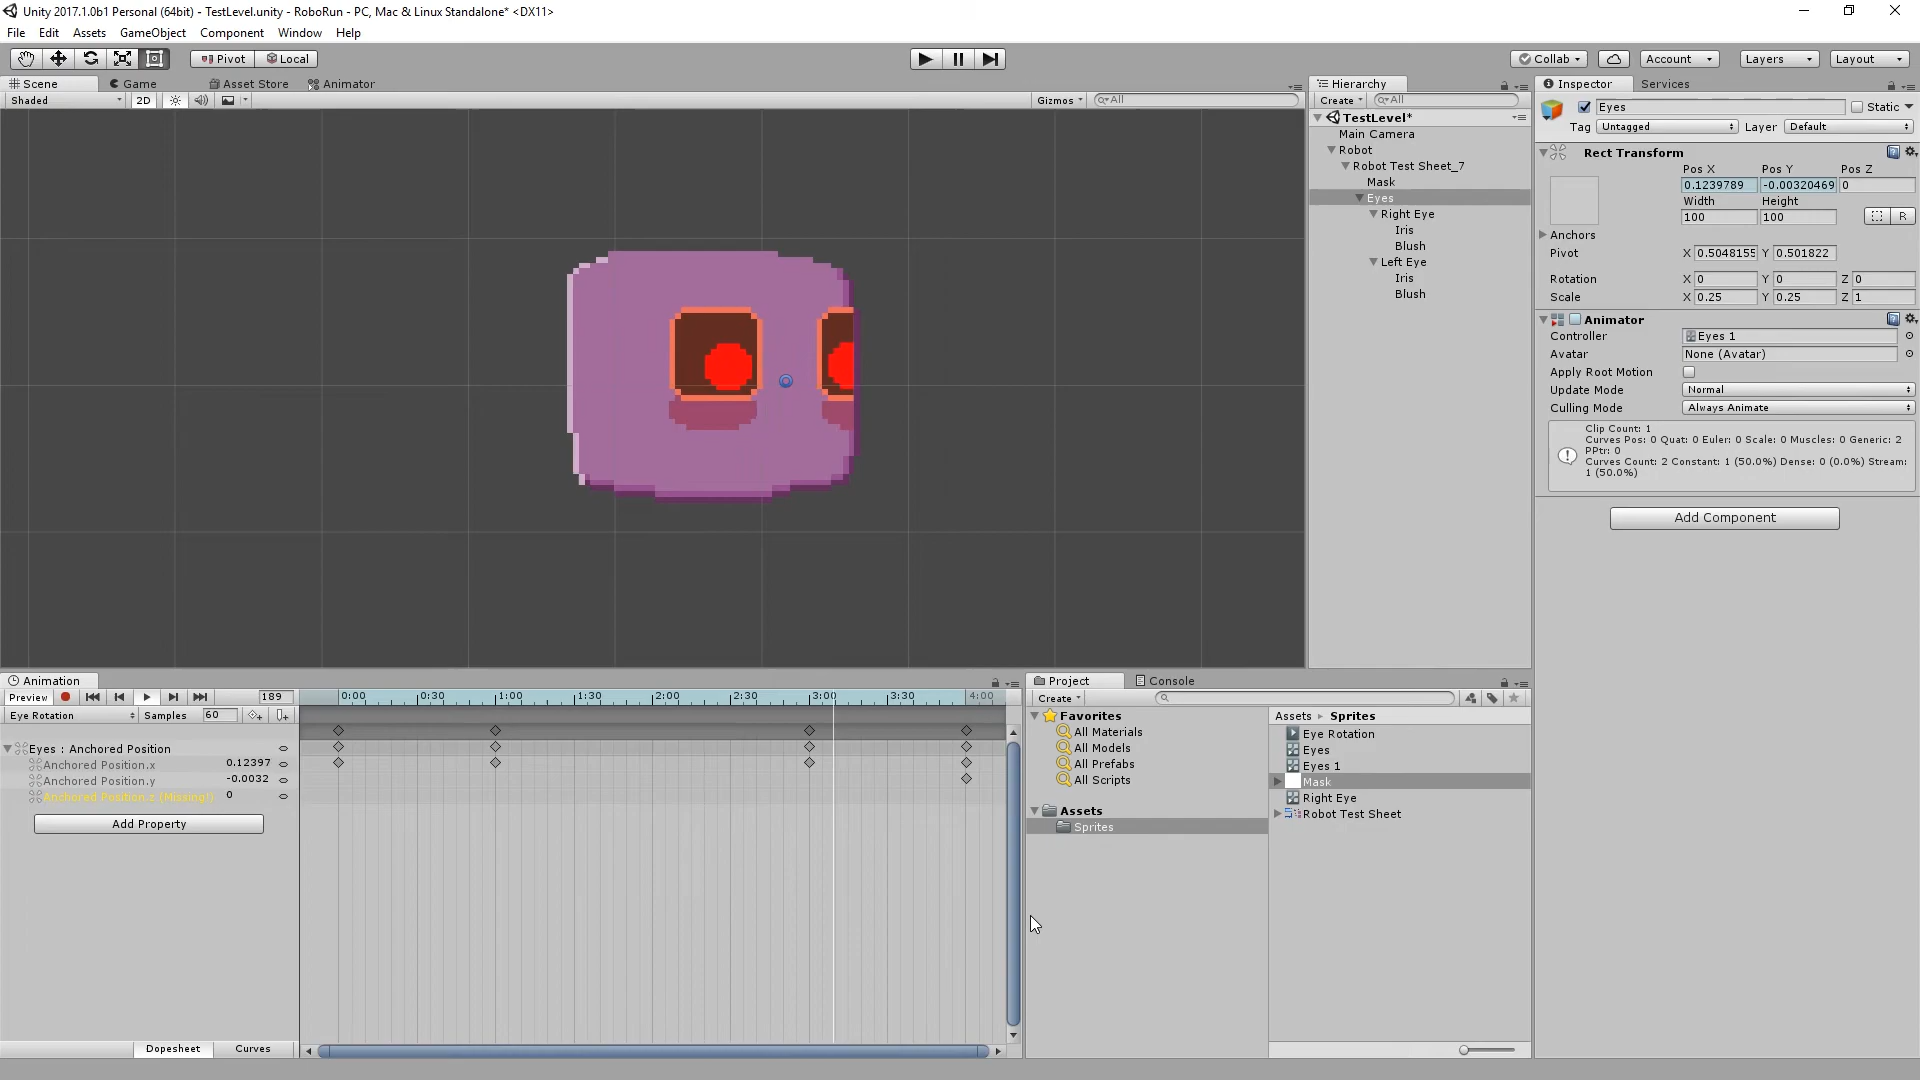 Unity 2017.1.0b1 Personal (64bit) - TestLevel.unity - RoboRun - PC, Mac & Linux Standalone* <DX11>
File Edit Assets GameObject Component Window Help
Pivot Local Collab Account Layers Layout
Scene Game Asset Store Animator
Shaded 2D Gizmos All
Hierarchy
Create All
TestLevel*
Main Camera
Robot
Robot Test Sheet_7
Mask
Eyes
Right Eye
Iris
Blush
Left Eye
Iris
Blush
Inspector Services
Eyes Static
Tag Untagged Layer Default
Rect Transform
Pos X Pos Y Pos Z
0.1239789 -0.00320469 0
Width Height
100 100 R
Anchors
Pivot X 0.5048155 Y 0.501822
Rotation X 0 Y 0 Z 0
Scale X 0.25 Y 0.25 Z 1
Animator
Controller Eyes 1
Avatar None (Avatar)
Apply Root Motion
Update Mode Normal
Culling Mode Always Animate
Clip Count: 1
Curves Pos: 0 Quat: 0 Euler: 0 Scale: 0 Muscles: 0 Generic: 2
PPtr: 0
Curves Count: 2 Constant: 1 (50.0%) Dense: 0 (0.0%) Stream:
1 (50.0%)
Add Component
Animation
Preview 189 0:00 0:30 1:00 1:30 2:00 2:30 3:00 3:30 4:00
Eye Rotation Samples 60
Eyes : Anchored Position
Anchored Position.x 0.12397
Anchored Position.y -0.0032
Anchored Position.z (Missing!) 0
Add Property
Dopesheet Curves
Project Console
Create
Favorites
All Materials
All Models
All Prefabs
All Scripts
Assets
Sprites
Assets Sprites
Eye Rotation
Eyes
Eyes 1
Mask
Right Eye
Robot Test Sheet